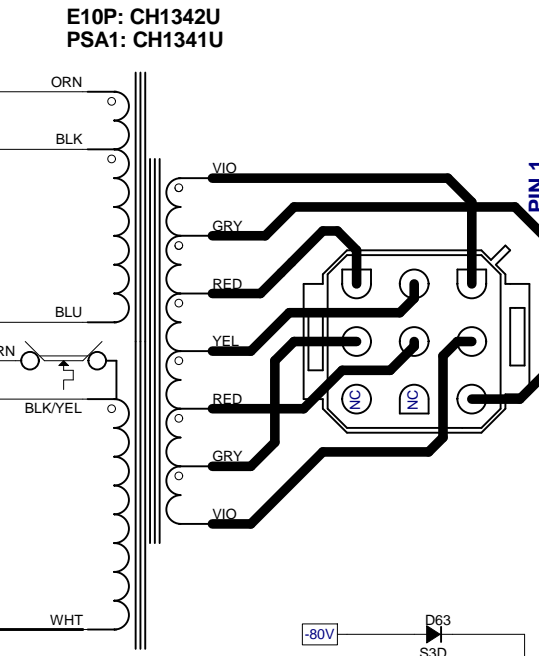 E10P: CH1342U
PSA1: CH1341U
ORN
BLK
BLU
RN
BLK/YEL
WHT
VIO
GRY
RED
YEL
RED
GRY
VIO
PIN 1
NC
NC
-80V
D63
S3D